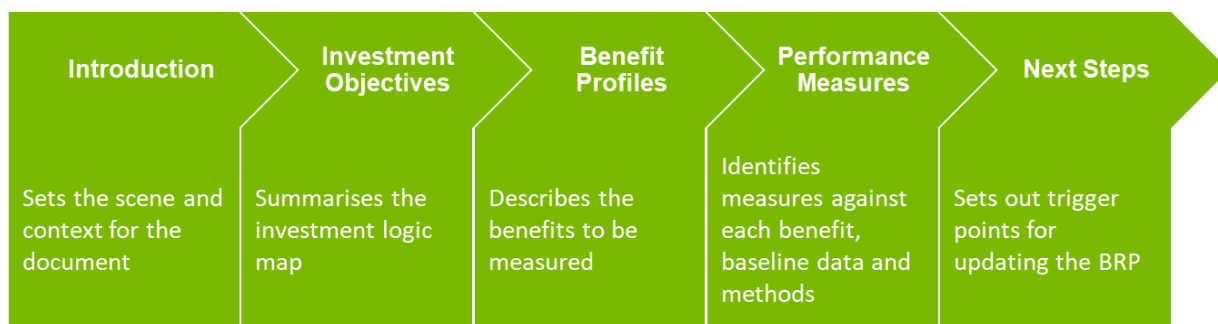 Introduction
Investment
Objectives
Benefit
Profiles
Performance
Measures
Next Steps
Sets the scene and
context for the
document
Summarises the
investment logic
map
Describes the
benefits to be
measured
Identifies
measures against
each benefit,
baseline data and
methods
Sets out trigger
points for
updating the BRP